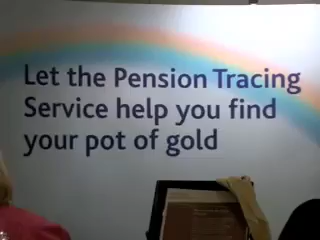 Let the Pension Tracing
Service help you find
your pot of gold